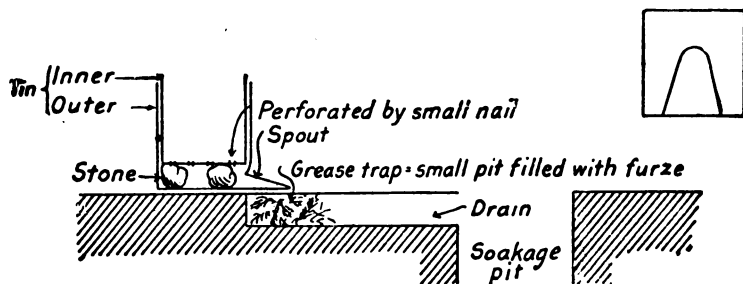 Tin { Inner
Outer
Perforated by small nail
Spout
Stone
Grease trap = small pit filled with furze
Drain
Soakage
pit